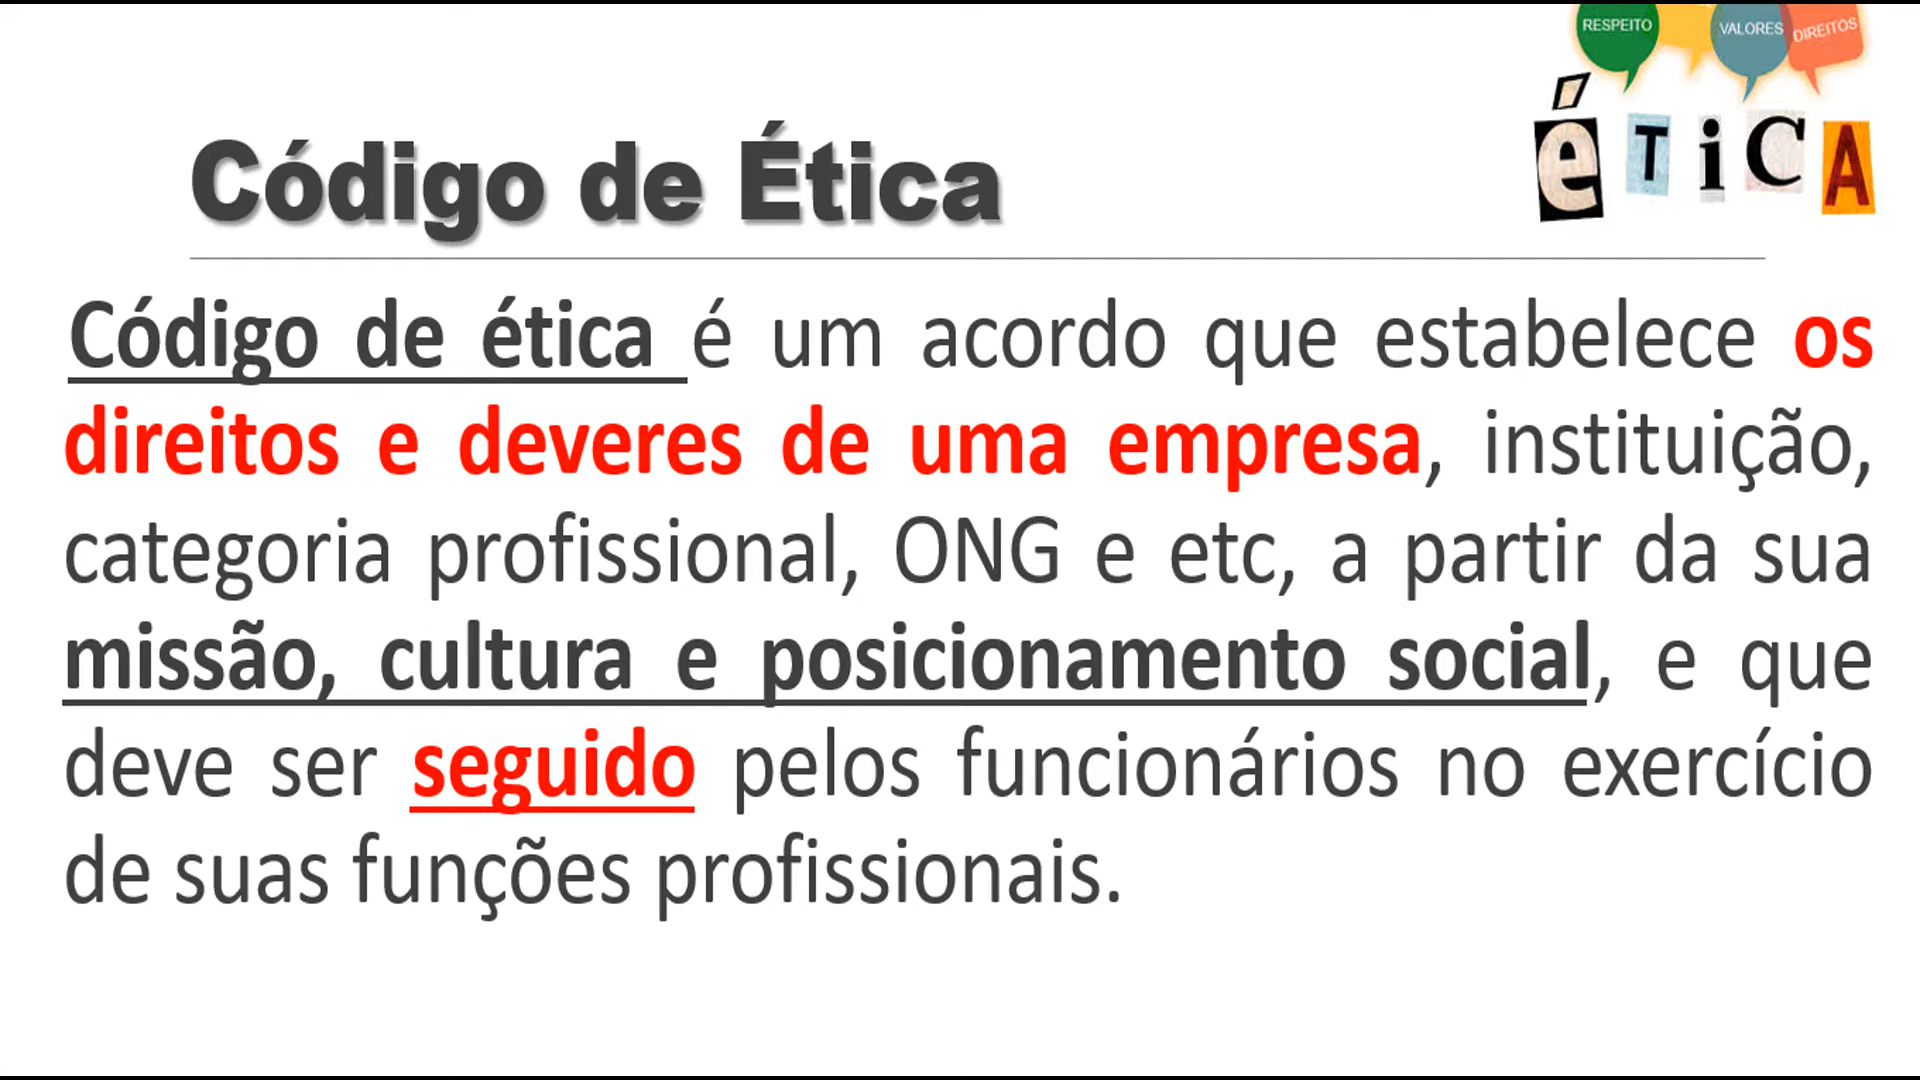 RESPEITO
VALORES
DIREITOS
éTiCA
Código de Ética
Código de ética é um acordo que estabelece os
direitos e deveres de uma empresa, instituição,
categoria profissional, ONG e etc, a partir da sua
missão, cultura e posicionamento social, e que
deve ser seguido pelos funcionários no exercício
de suas funções profissionais.